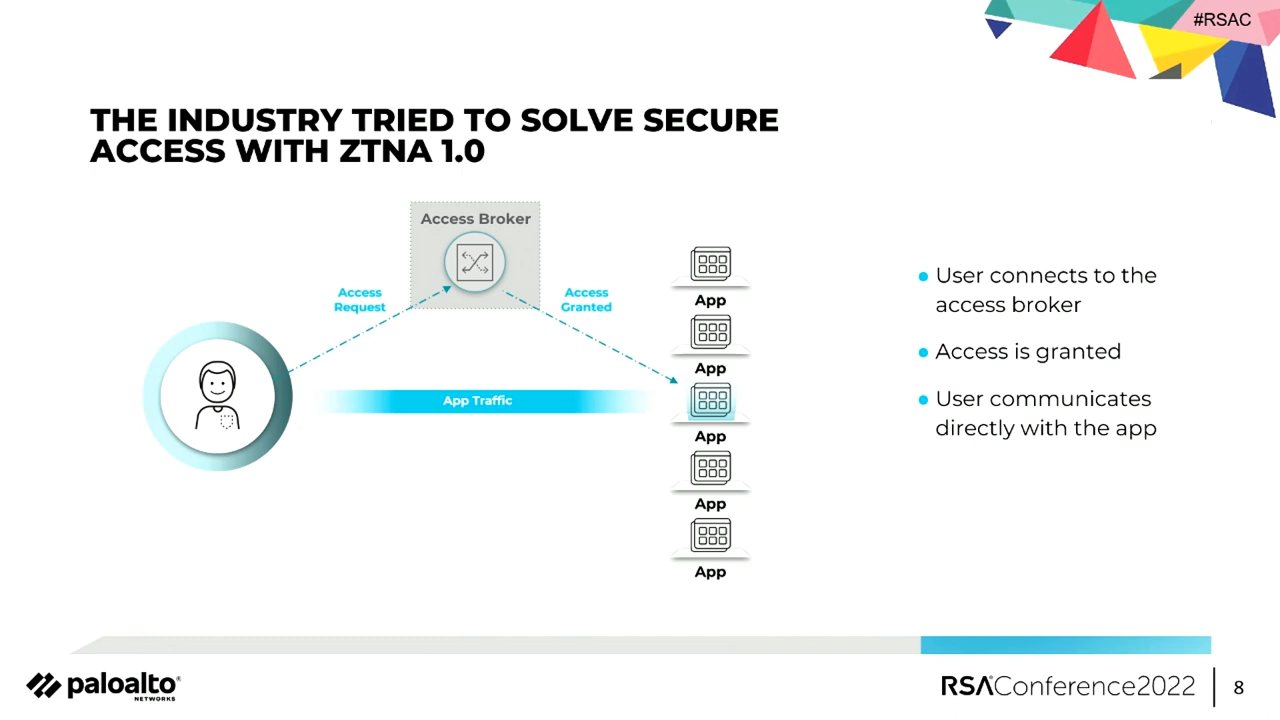 #RSAC
THE INDUSTRY TRIED TO SOLVE SECURE
ACCESS WITH ZTNA 1.0
Access Broker
Access
Request
Access
Granted
App Traffic
App
App
App
App
App
User connects to the
access broker
Access is granted
User communicates
directly with the app
paloalto
NETWORKS
RSAConference2022
8